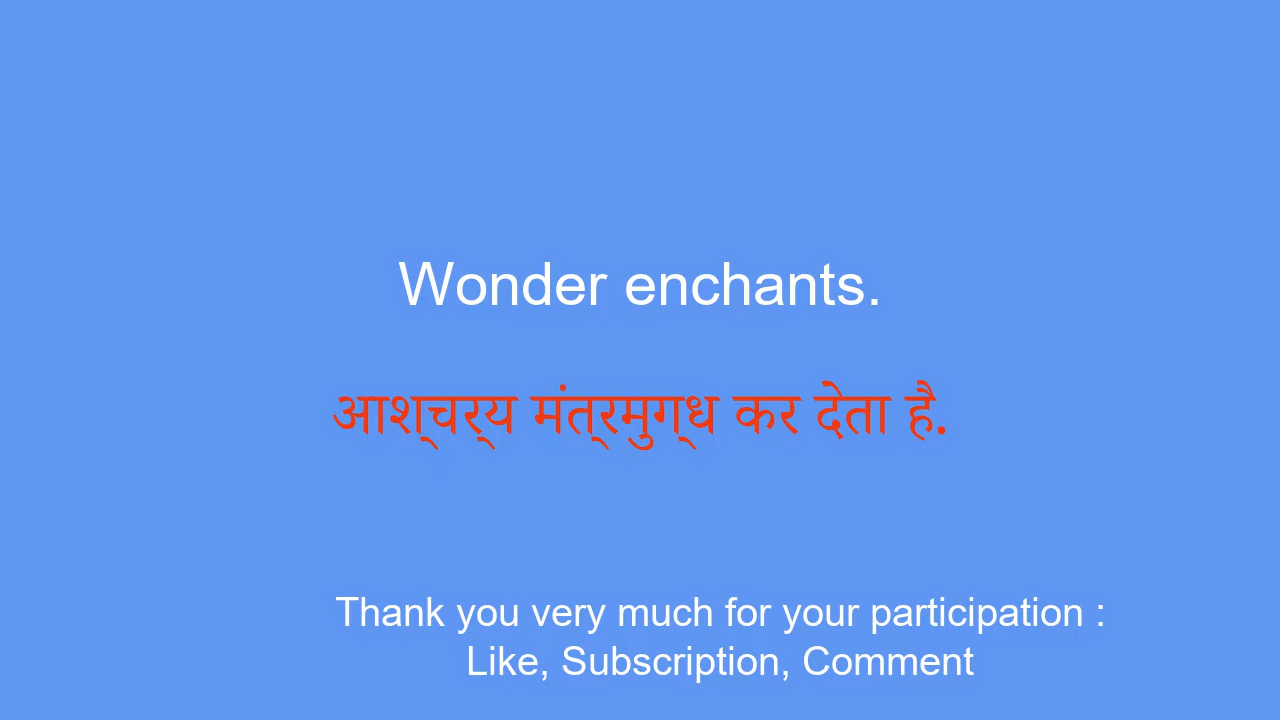 Wonder enchants.
आश्चर्य मंत्रमुग्ध कर देता है.
Thank you very much for your participation :
Like, Subscription, Comment